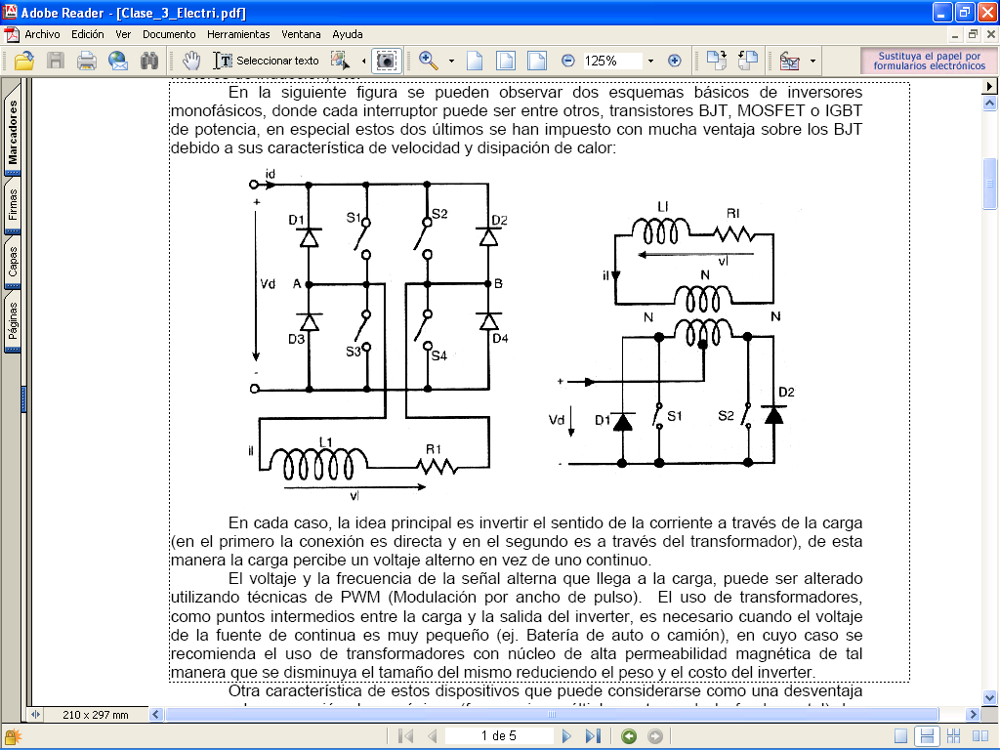 Adobe Reader - [Clase_3_Electri.pdf]
Archivo Edición Ver Documento Herramientas Ventana Ayuda
Seleccionar texto
125%
Sustituya el papel por
formularios electrónicos
Marcadores
Firmas
Capas
Páginas
En la siguiente figura se pueden observar dos esquemas básicos de inversores
monofásicos, donde cada interruptor puede ser entre otros, transistores BJT, MOSFET o IGBT
de potencia, en especial estos dos últimos se han impuesto con mucha ventaja sobre los BJT
debido a sus característica de velocidad y disipación de calor:
id
+
D1
S1
S2
D2
Vd
A
B
D3
S3
S4
D4
-
il
L1
R1
vl
Ll
Rl
vl
il
N
N
N
+
Vd
D1
S1
S2
D2
-
En cada caso, la idea principal es invertir el sentido de la corriente a través de la carga
(en el primero la conexión es directa y en el segundo es a través del transformador), de esta
manera la carga percibe un voltaje alterno en vez de uno continuo.
El voltaje y la frecuencia de la señal alterna que llega a la carga, puede ser alterado
utilizando técnicas de PWM (Modulación por ancho de pulso). El uso de transformadores,
como puntos intermedios entre la carga y la salida del inverter, es necesario cuando el voltaje
de la fuente de continua es muy pequeño (ej. Batería de auto o camión), en cuyo caso se
recomienda el uso de transformadores con núcleo de alta permeabilidad magnética de tal
manera que se disminuya el tamaño del mismo reduciendo el peso y el costo del inverter.
Otra característica de estos dispositivos que puede considerarse como una desventaja
210 x 297 mm
1 de 5